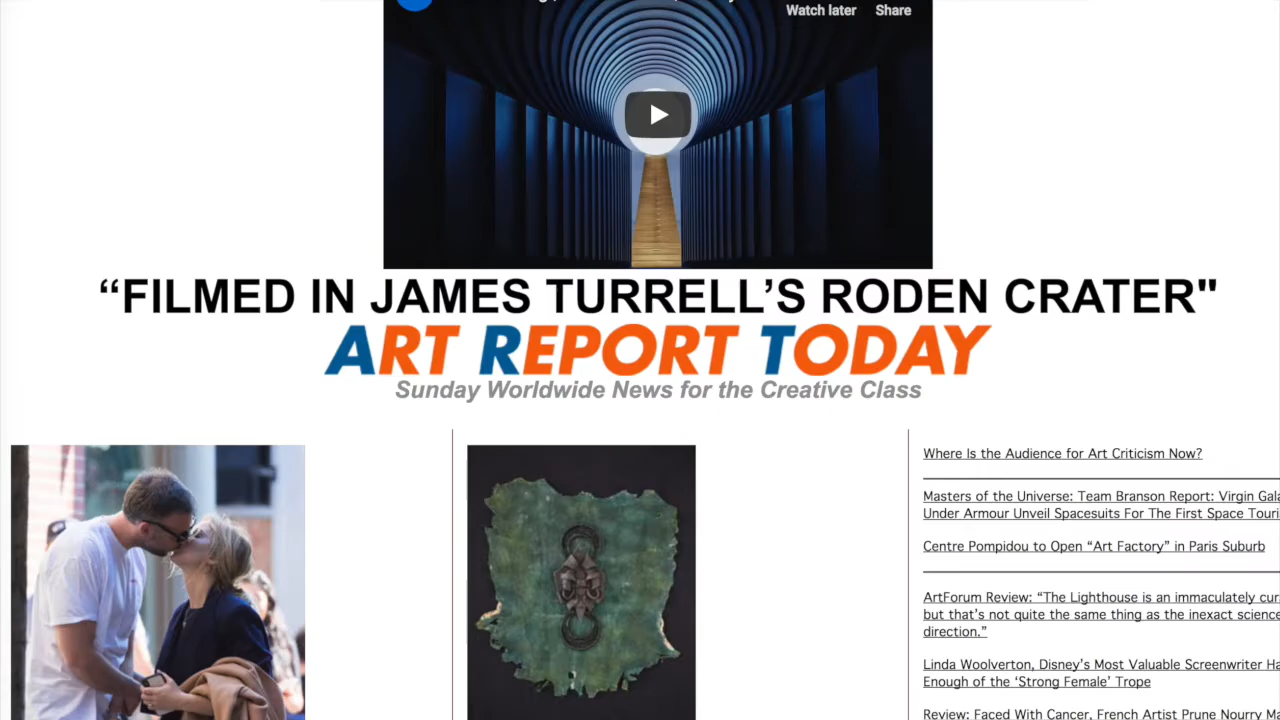 Watch later Share
“FILMED IN JAMES TURRELL’S RODEN CRATER"
ART REPORT TODAY
Sunday Worldwide News for the Creative Class
Where Is the Audience for Art Criticism Now?
Masters of the Universe: Team Branson Report: Virgin
Under Armour Unveil Spacesuits For The First Space
Centre Pompidou to Open “Art Factory” in Paris Suburb
ArtForum Review: “The Lighthouse is an immaculately
but that’s not quite the same thing as the inexact science
direction.”
Linda Woolverton, Disney’s Most Valuable Screenwriter
Enough of the ‘Strong Female’ Trope
Review: Faced With Cancer, French Artist Prune Nourry